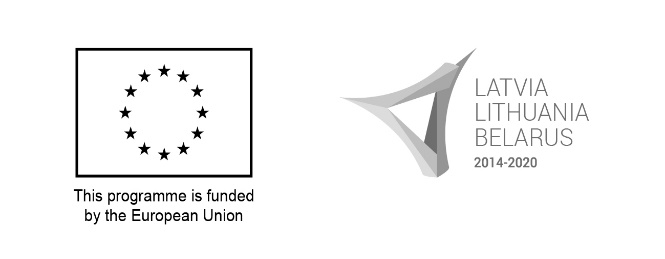 This programme is funded
by the European Union
LATVIA
LITHUANIA
BELARUS
2014-2020